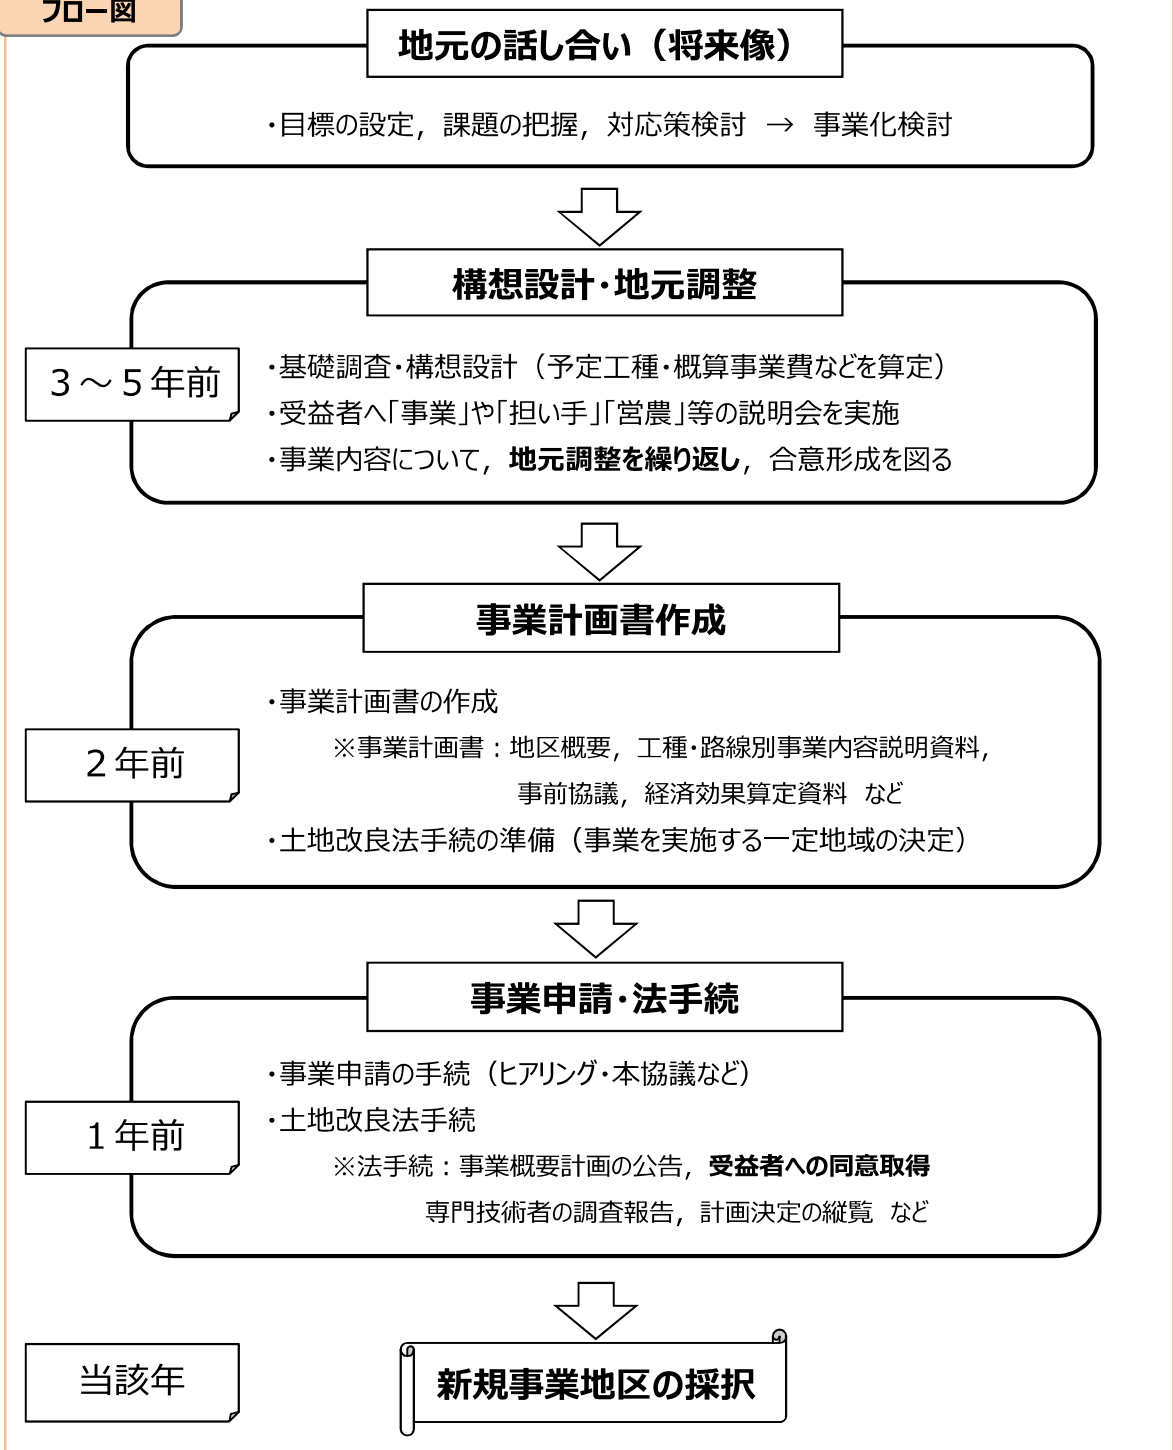 フロー図
地元の話し合い（将来像）
・目標の設定，課題の把握，対応策検討　→　事業化検討
構想設計・地元調整
３～５年前
・基礎調査・構想設計（予定工種・概算事業費などを算定）
・受益者へ「事業」や「担い手」「営農」等の説明会を実施
・事業内容について，地元調整を繰り返し，合意形成を図る
事業計画書作成
２年前
・事業計画書の作成
※事業計画書：地区概要，工種・路線別事業内容説明資料，
事前協議，経済効果算定資料　など
・土地改良法手続の準備（事業を実施する一定地域の決定）
事業申請・法手続
１年前
・事業申請の手続（ヒアリング・本協議など）
・土地改良法手続
※法手続：事業概要計画の公告，受益者への同意取得
専門技術者の調査報告，計画決定の縦覧　など
当該年
新規事業地区の採択